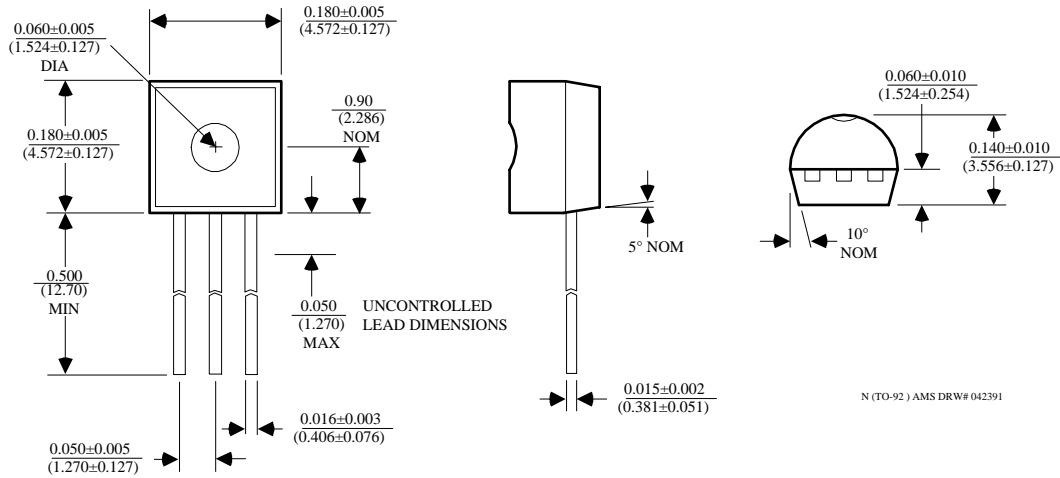 0.060±0.005
(1.524±0.127)
DIA
0.180±0.005
(4.572±0.127)
0.180±0.005
(4.572±0.127)
0.90
(2.286)
NOM
0.500
(12.70)
MIN
0.050
(1.270)
MAX
UNCONTROLLED
LEAD DIMENSIONS
0.016±0.003
(0.406±0.076)
0.050±0.005
(1.270±0.127)
5° NOM
0.015±0.002
(0.381±0.051)
0.060±0.010
(1.524±0.254)
0.140±0.010
(3.556±0.127)
10°
NOM
N (TO-92 ) AMS DRW# 042391